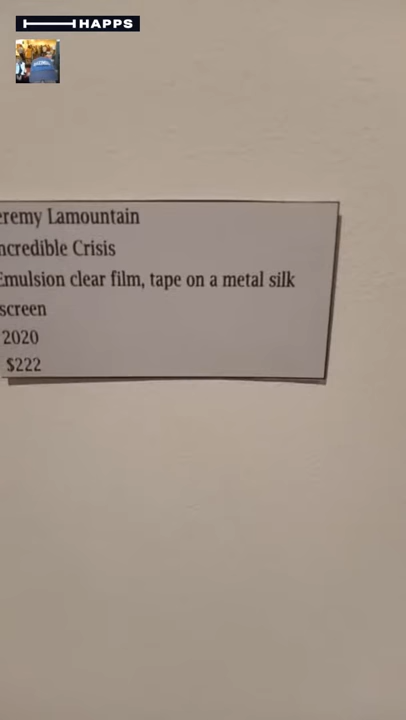 HAPPS
eremy Lamountain
ncredible Crisis
Emulsion clear film, tape on a metal silk
screen
2020
$222